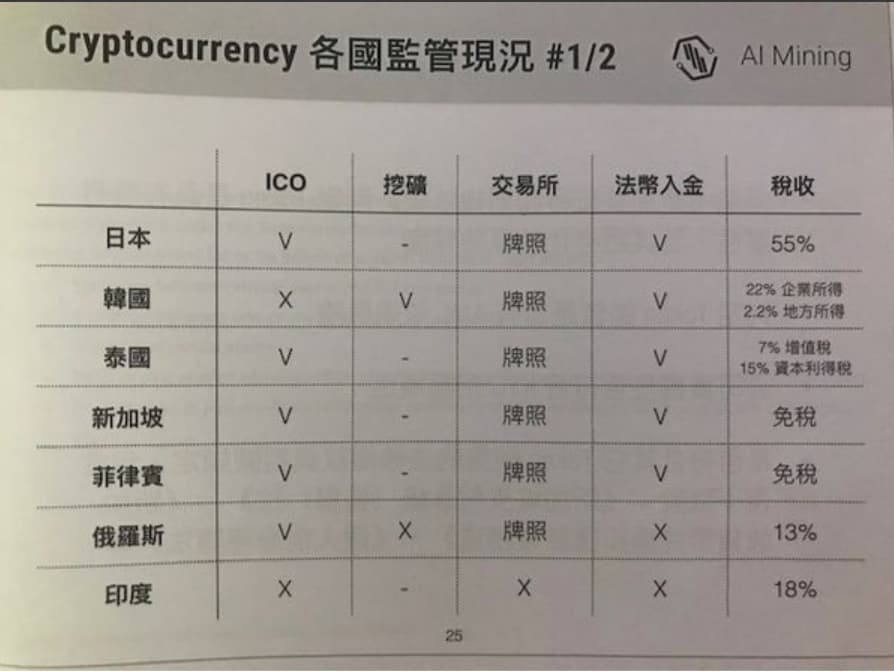 Cryptocurrency 各國監管現況 #1/2 AI Mining
ICO 挖礦 交易所 法幣入金 稅收
日本 V - 牌照 V 55%
韓國 X V 牌照 V 22% 企業所得
2.2% 地方所得
泰國 V - 牌照 V 7% 增值稅
15% 資本利得稅
新加坡 V - 牌照 V 免稅
菲律賓 V - 牌照 V 免稅
俄羅斯 V X 牌照 X 13%
印度 X - X X 18%
25